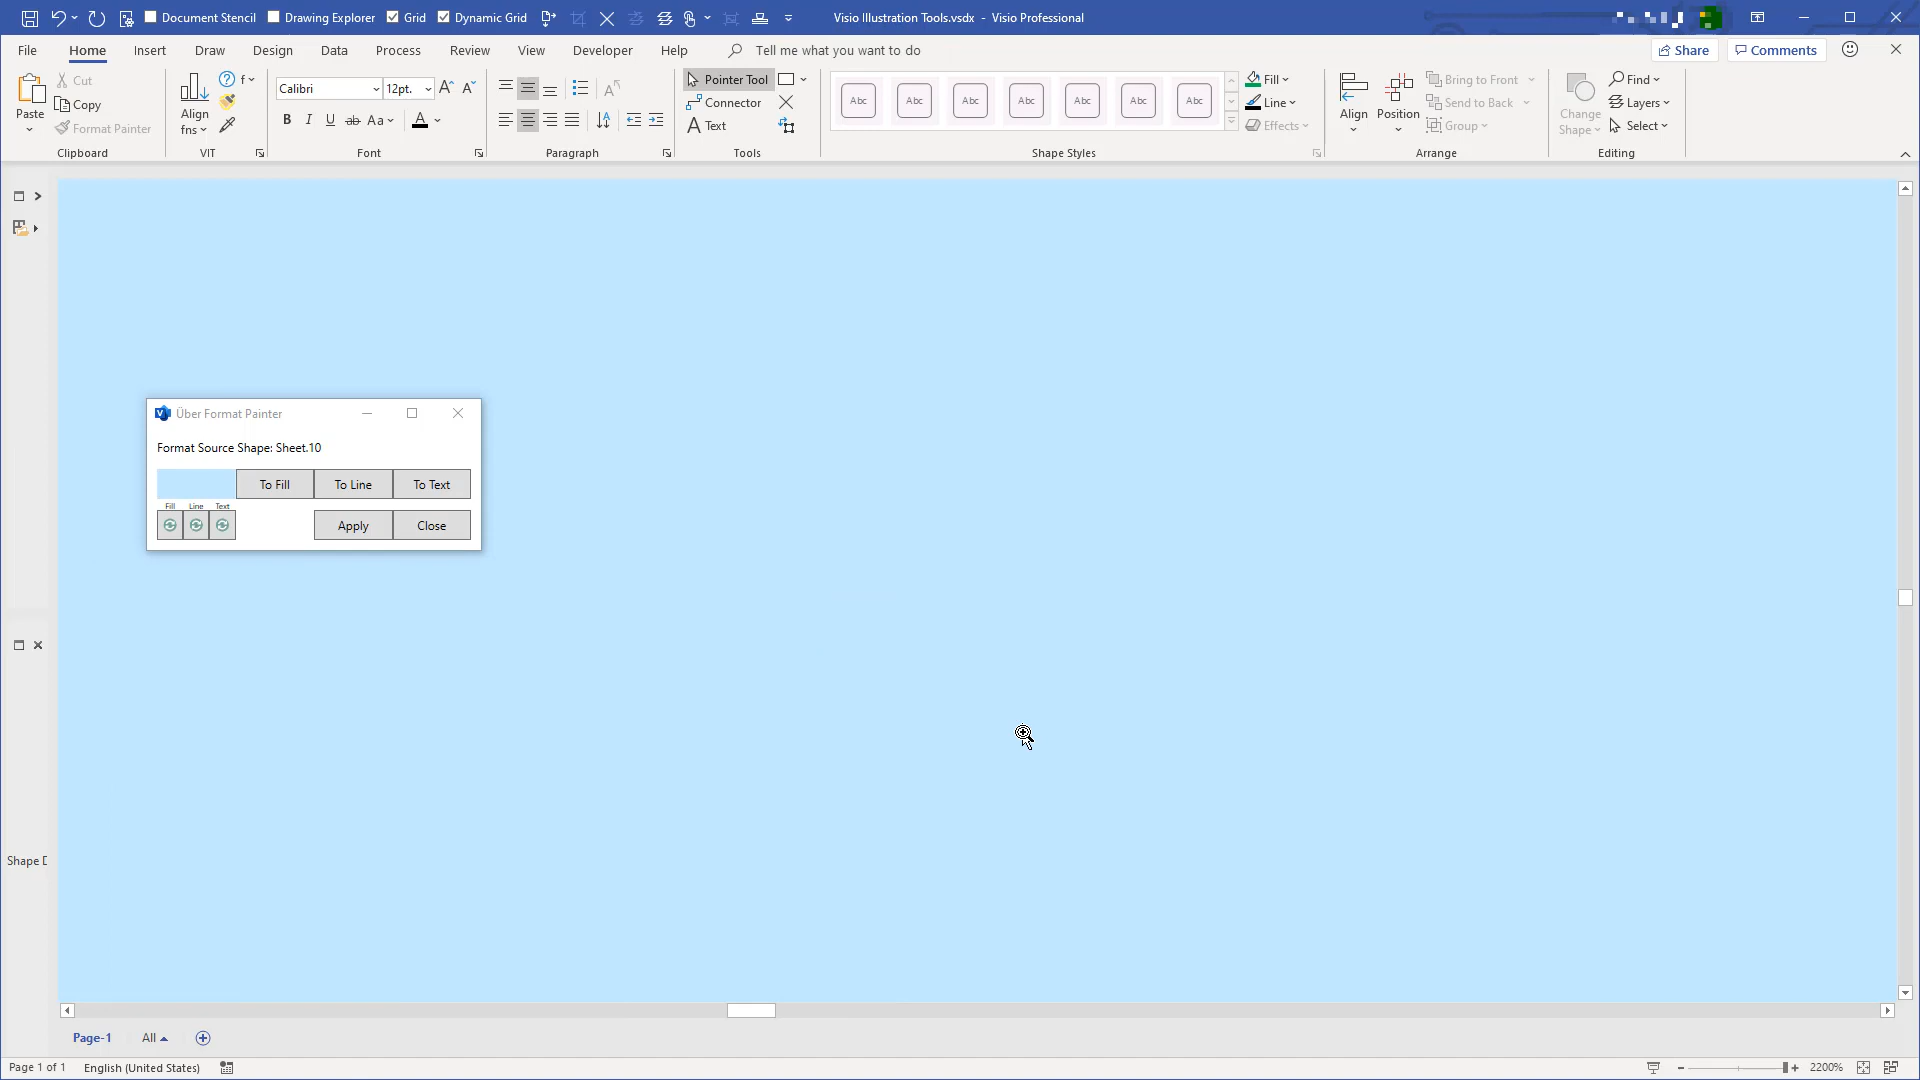 Document Stencil Drawing Explorer Grid Dynamic Grid Visio Illustration Tools.vsdx - Visio Professional
File Home Insert Draw Design Data Process Review View Developer Help Tell me what you want to do Share Comments
Paste
Cut
Copy
Format Painter
Clipboard
Align
fns
f
VIT
Calibri 12pt.
B I U ab Aa A
Font
Paragraph
Pointer Tool
Connector
Text
Tools
Abc Abc Abc Abc Abc Abc Abc
Shape Styles
Fill
Line
Effects
Align
Position
Bring to Front
Send to Back
Group
Arrange
Change
Shape
Find
Layers
Select
Editing
Über Format Painter
Format Source Shape: Sheet.10
To Fill To Line To Text
Fill Line Text
Apply Close
Shape D
Page-1 All
Page 1 of 1 English (United States) 2200%